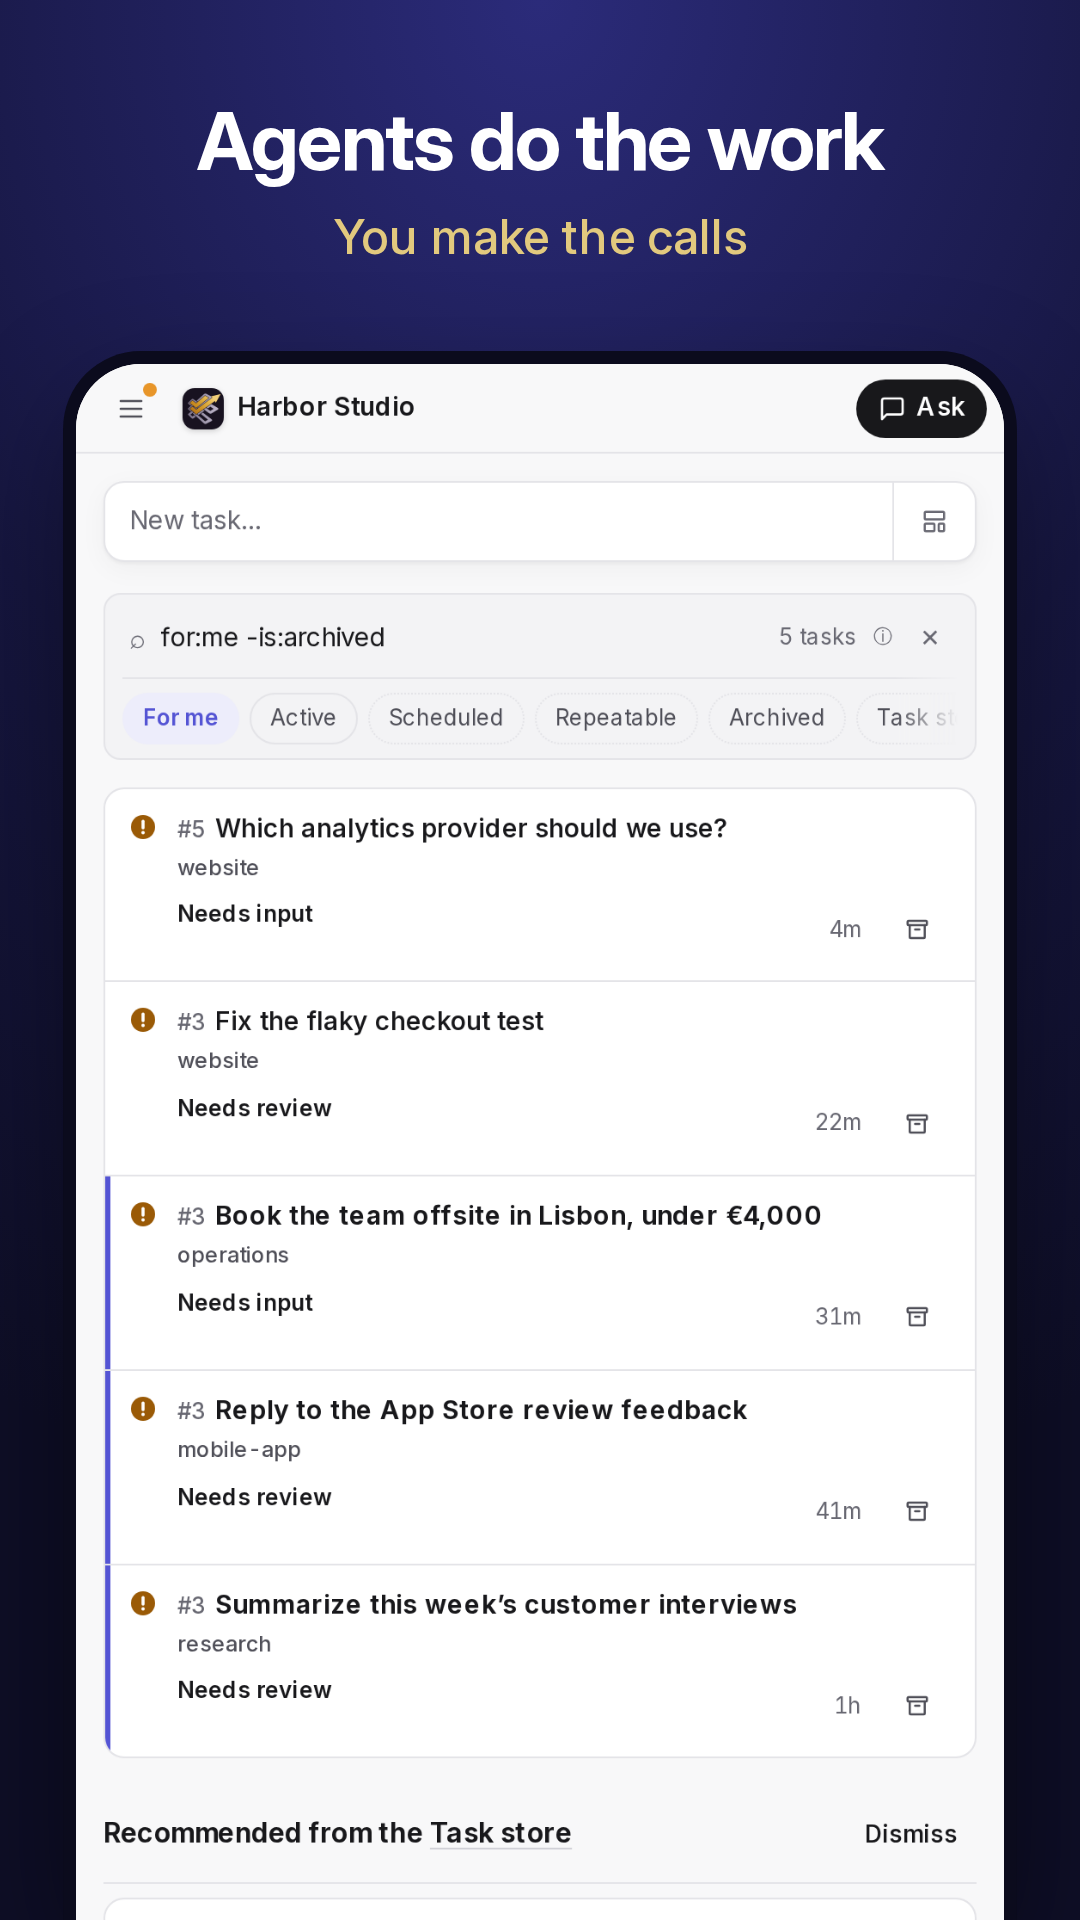 Agents do the work
You make the calls
Harbor Studio
Ask
New task...
for:me -is:archived
5 tasks
For me
Active
Scheduled
Repeatable
Archived
Task
#5 Which analytics provider should we use?
website
Needs input
4m
#3 Fix the flaky checkout test
website
Needs review
22m
#3 Book the team offsite in Lisbon, under €4,000
operations
Needs input
31m
#3 Reply to the App Store review feedback
mobile-app
Needs review
41m
#3 Summarize this week’s customer interviews
research
Needs review
1h
Recommended from the Task store
Dismiss